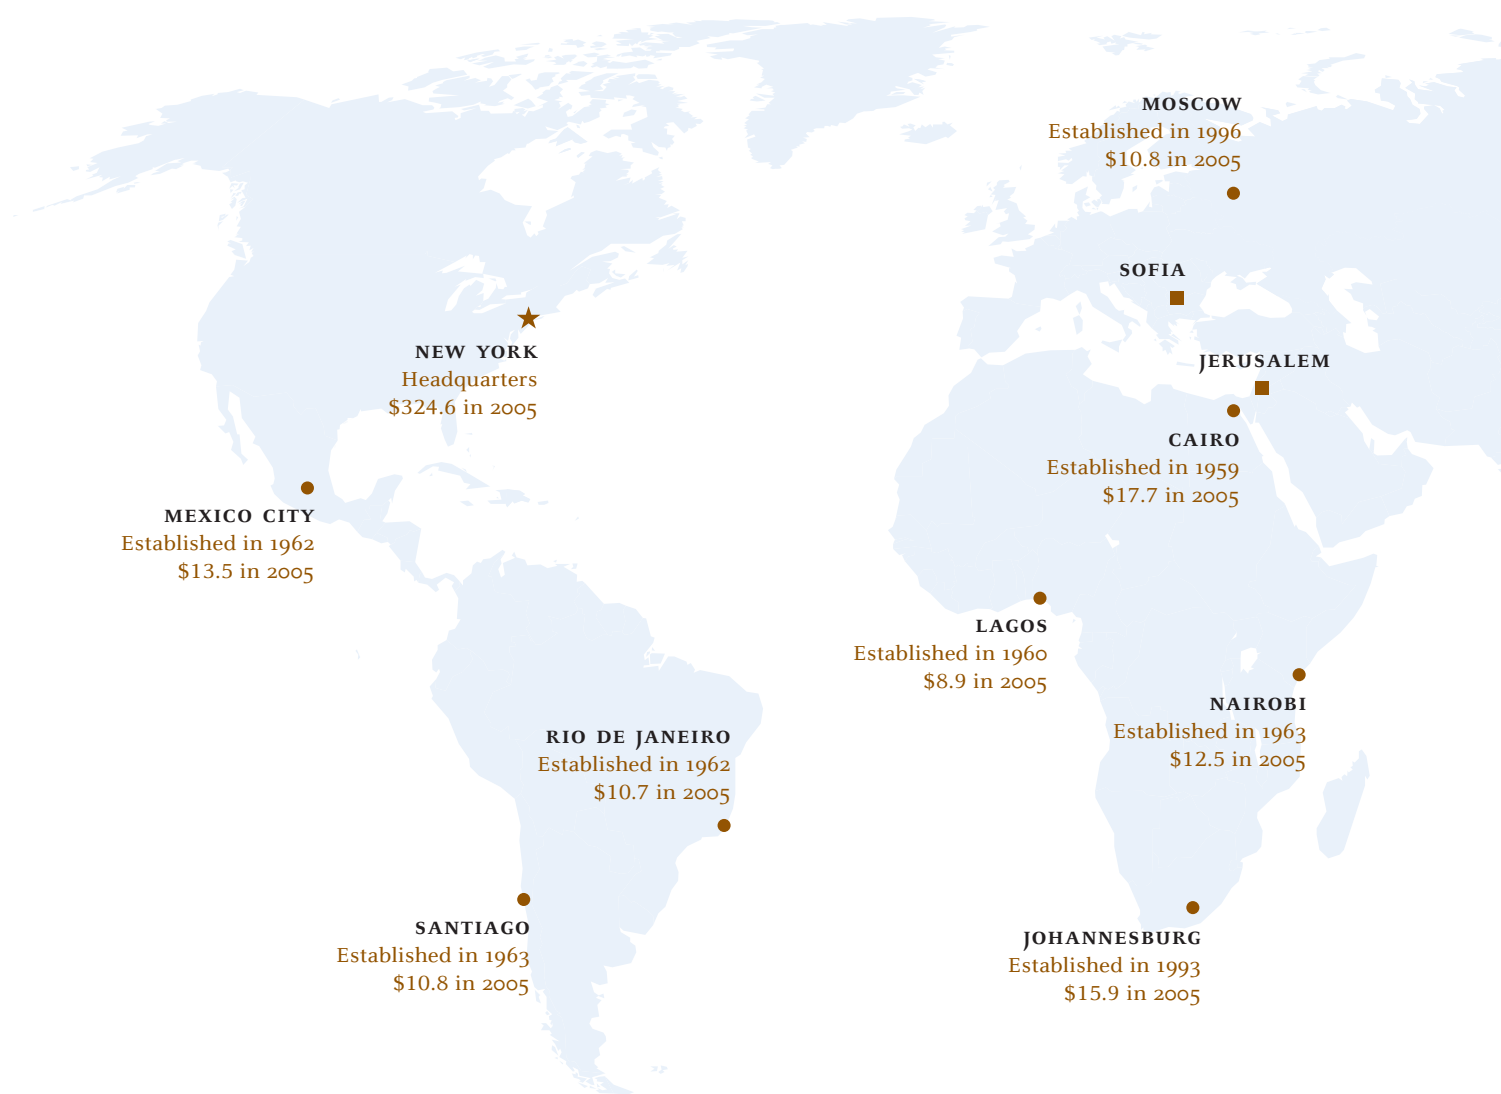 MOSCOW
Established in 1996
$10.8 in 2005
SOFIA
NEW YORK
Headquarters
$324.6 in 2005
JERUSALEM
CAIRO
Established in 1959
$17.7 in 2005
MEXICO CITY
Established in 1962
$13.5 in 2005
LAGOS
Established in 1960
$8.9 in 2005
NAIROBI
Established in 1963
$12.5 in 2005
RIO DE JANEIRO
Established in 1962
$10.7 in 2005
SANTIAGO
Established in 1963
$10.8 in 2005
JOHANNESBURG
Established in 1993
$15.9 in 2005